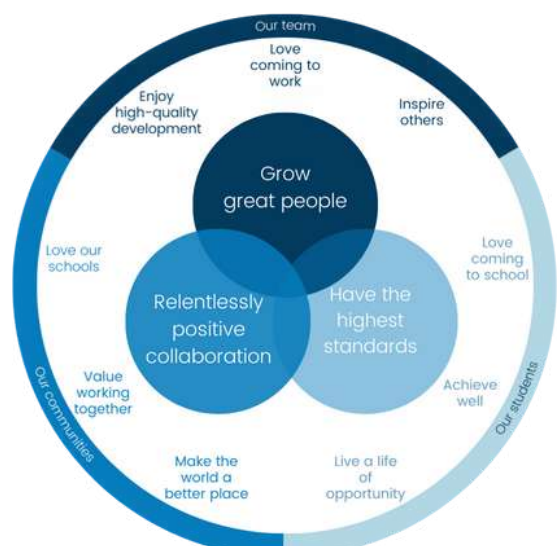 Our team
Love
coming to
work
Enjoy
high-quality
development
Inspire
others
Grow
great people
Love our
schools
Love
coming
to school
Relentlessly
positive
collaboration
Have the
highest
standards
Value
working
together
Achieve
well
Our communities
Our students
Make the
world a
better place
Live a life
of
opportunity